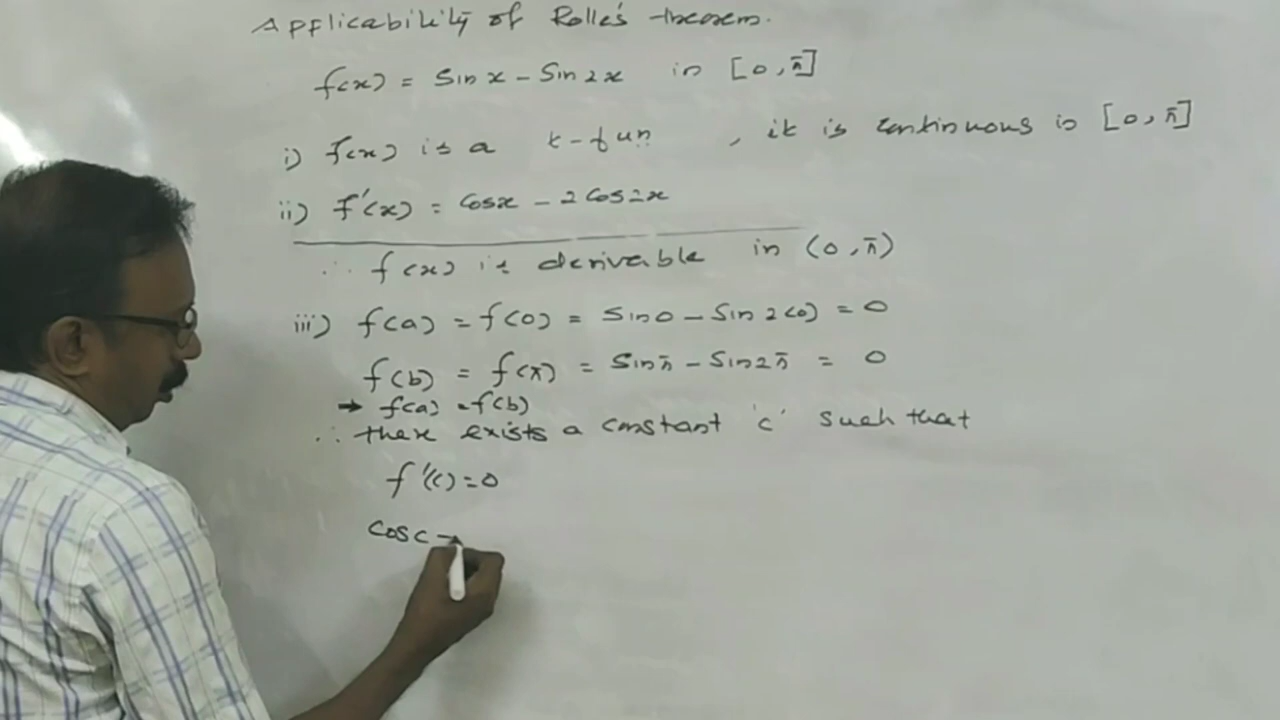 Applicability of Rolle's theorem.
f(x) = Sin x - Sin 2x in [0, π]
i) f(x) is a t-fun, it is continuous in [0, π]
ii) f'(x) = Cos x - 2 Cos 2x
∴ f(x) is derivable in (0, π)
iii) f(a) = f(0) = Sin 0 - Sin 2(0) = 0
f(b) = f(π) = Sin π - Sin 2π = 0
→ f(a) = f(b)
∴ there exists a constant 'c' such that
f'(c) = 0
Cos c -